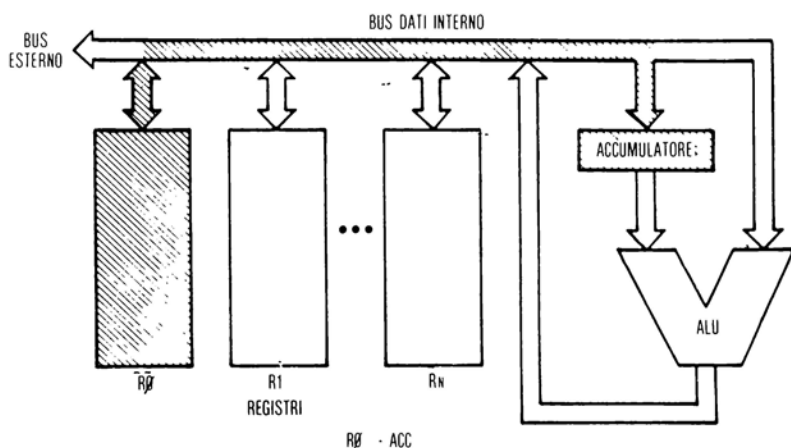 BUS DATI INTERNO
BUS
ESTERNO
ACCUMULATORE
ALU
RØ
R1
RN
REGISTRI
RØ - ACC